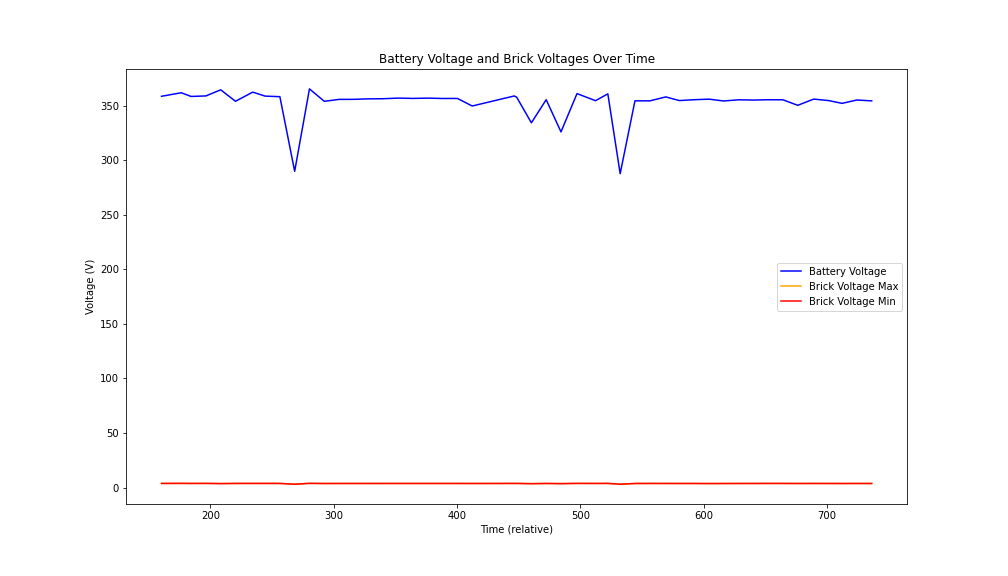 Battery Voltage and Brick Voltages Over Time
Voltage (V)
350
300
250
200
150
100
50
0
Battery Voltage
Brick Voltage Max
Brick Voltage Min
200 300 400 500 600 700
Time (relative)